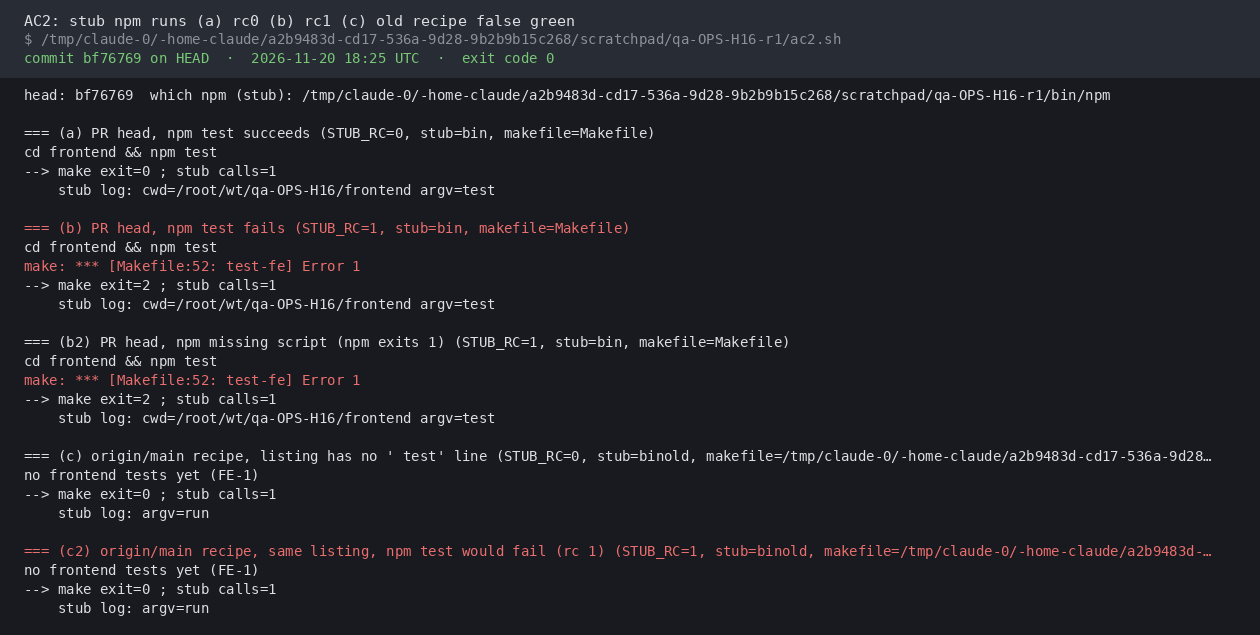 AC2: stub npm runs (a) rc0 (b) rc1 (c) old recipe false green
$ /tmp/claude-0/-home-claude/a2b9483d-cd17-536a-9d28-9b2b9b15c268/scratchpad/qa-OPS-H16-r1/ac2.sh
commit bf76769 on HEAD · 2026-11-20 18:25 UTC · exit code 0
head: bf76769  which npm (stub): /tmp/claude-0/-home-claude/a2b9483d-cd17-536a-9d28-9b2b9b15c268/scratchpad/qa-OPS-H16-r1/bin/npm
=== (a) PR head, npm test succeeds (STUB_RC=0, stub=bin, makefile=Makefile)
cd frontend && npm test
--> make exit=0 ; stub calls=1
    stub log: cwd=/root/wt/qa-OPS-H16/frontend argv=test
=== (b) PR head, npm test fails (STUB_RC=1, stub=bin, makefile=Makefile)
cd frontend && npm test
make: *** [Makefile:52: test-fe] Error 1
--> make exit=2 ; stub calls=1
    stub log: cwd=/root/wt/qa-OPS-H16/frontend argv=test
=== (b2) PR head, npm missing script (npm exits 1) (STUB_RC=1, stub=bin, makefile=Makefile)
cd frontend && npm test
make: *** [Makefile:52: test-fe] Error 1
--> make exit=2 ; stub calls=1
    stub log: cwd=/root/wt/qa-OPS-H16/frontend argv=test
=== (c) origin/main recipe, listing has no ' test' line (STUB_RC=0, stub=binold, makefile=/tmp/claude-0/-home-claude/a2b9483d-cd17-536a-9d28…
no frontend tests yet (FE-1)
--> make exit=0 ; stub calls=1
    stub log: argv=run
=== (c2) origin/main recipe, same listing, npm test would fail (rc 1) (STUB_RC=1, stub=binold, makefile=/tmp/claude-0/-home-claude/a2b9483d-…
no frontend tests yet (FE-1)
--> make exit=0 ; stub calls=1
    stub log: argv=run